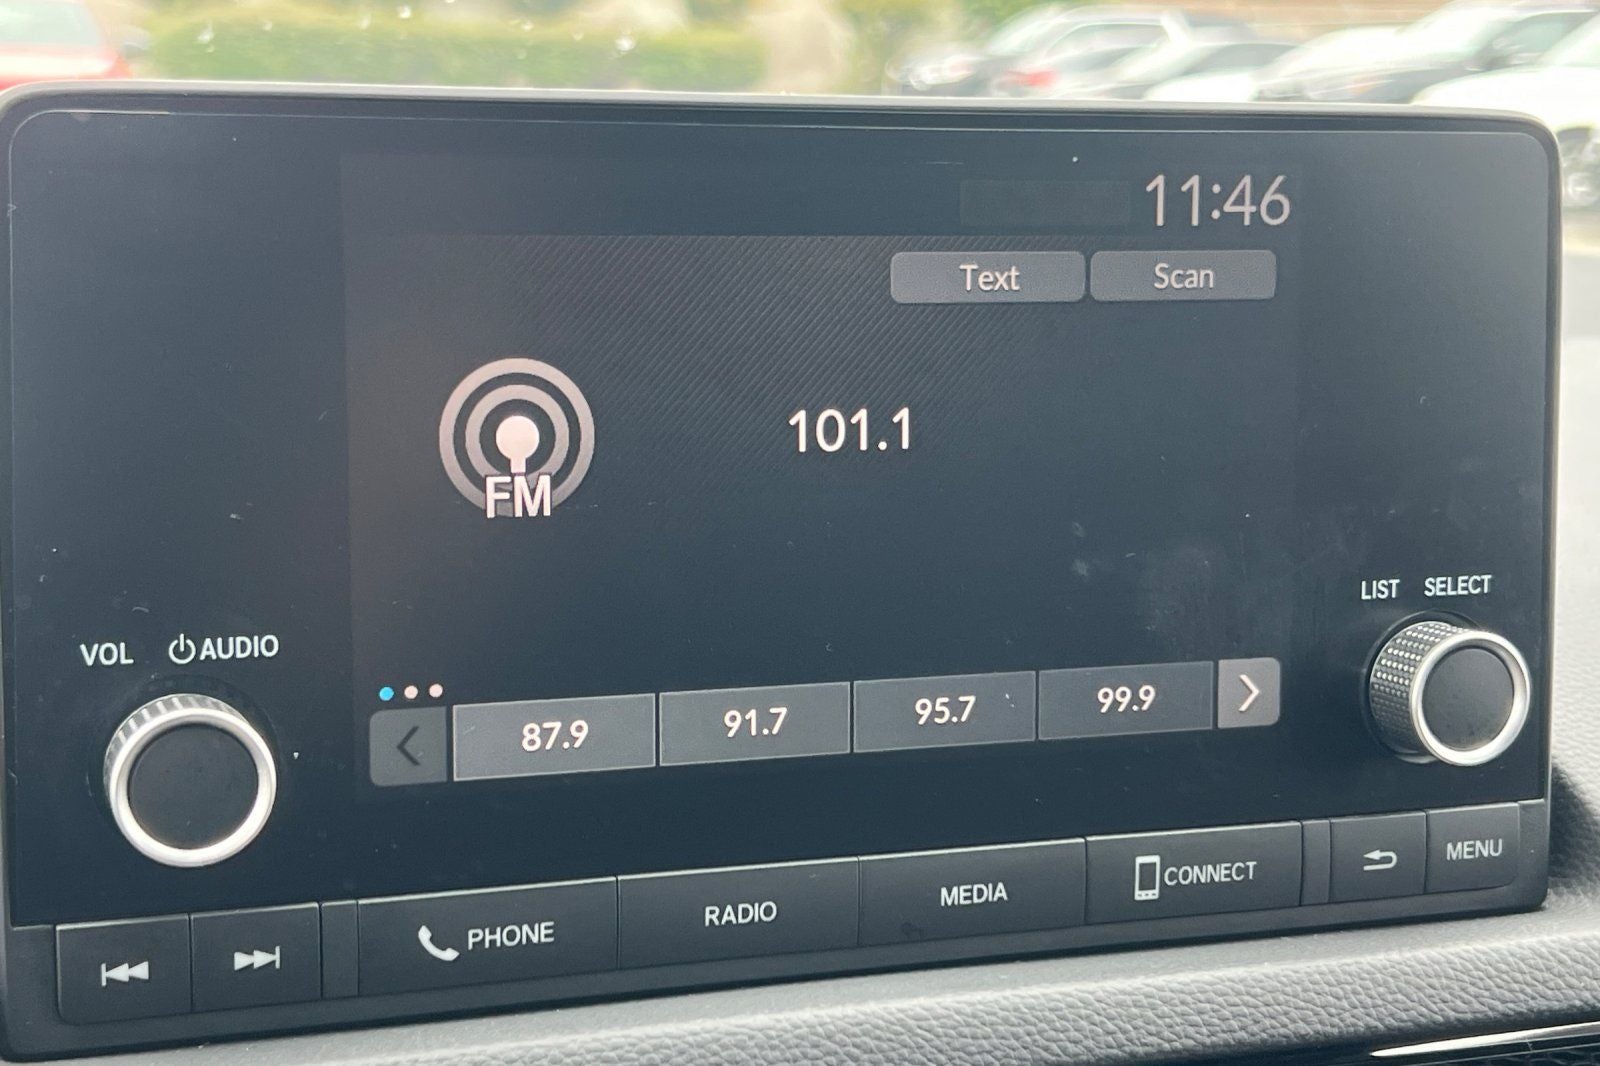 11:46
Text Scan
101.1
FM
LIST SELECT
VOL AUDIO
87.9 91.7 95.7 99.9
PHONE RADIO MEDIA CONNECT MENU